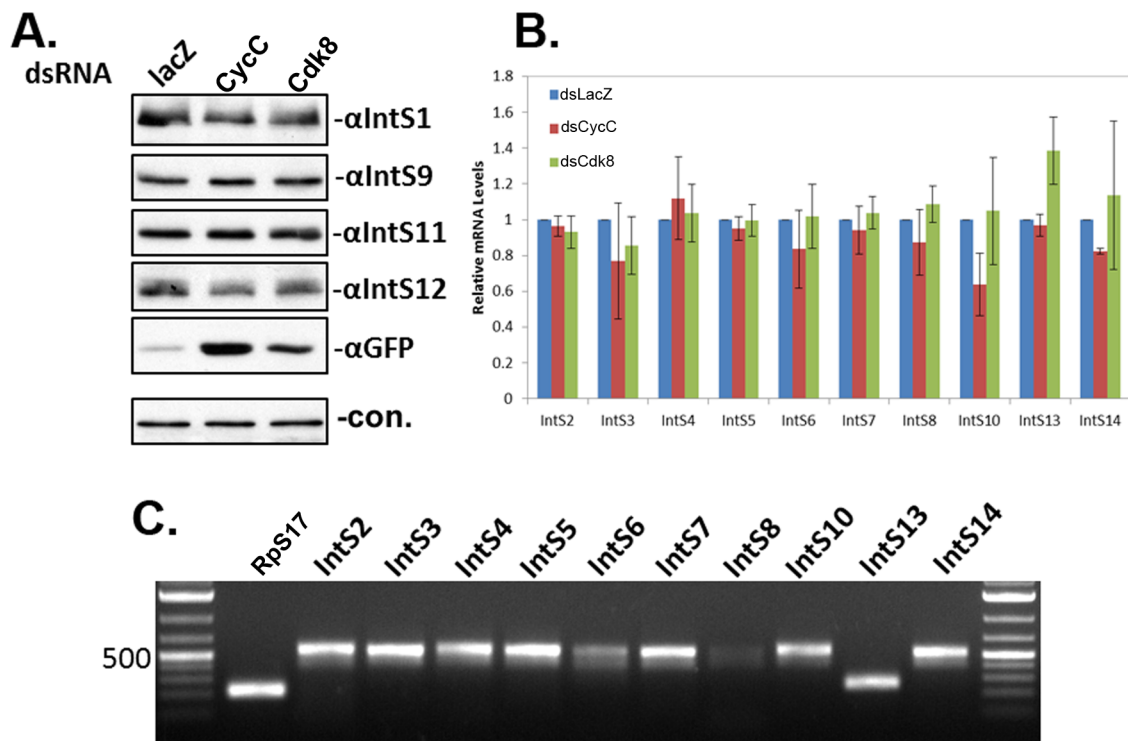 A.
dsRNA lacZ CycC Cdk8
-αIntS1
-αIntS9
-αIntS11
-αIntS12
-αGFP
-con.
B.
Relative mRNA Levels
1.8
1.6
1.4
1.2
1
0.8
0.6
0.4
0.2
0
dsLacZ
dsCycC
dsCdk8
IntS2 IntS3 IntS4 IntS5 IntS6 IntS7 IntS8 IntS10 IntS13 IntS14
C.
RpS17 IntS2 IntS3 IntS4 IntS5 IntS6 IntS7 IntS8 IntS10 IntS13 IntS14
500